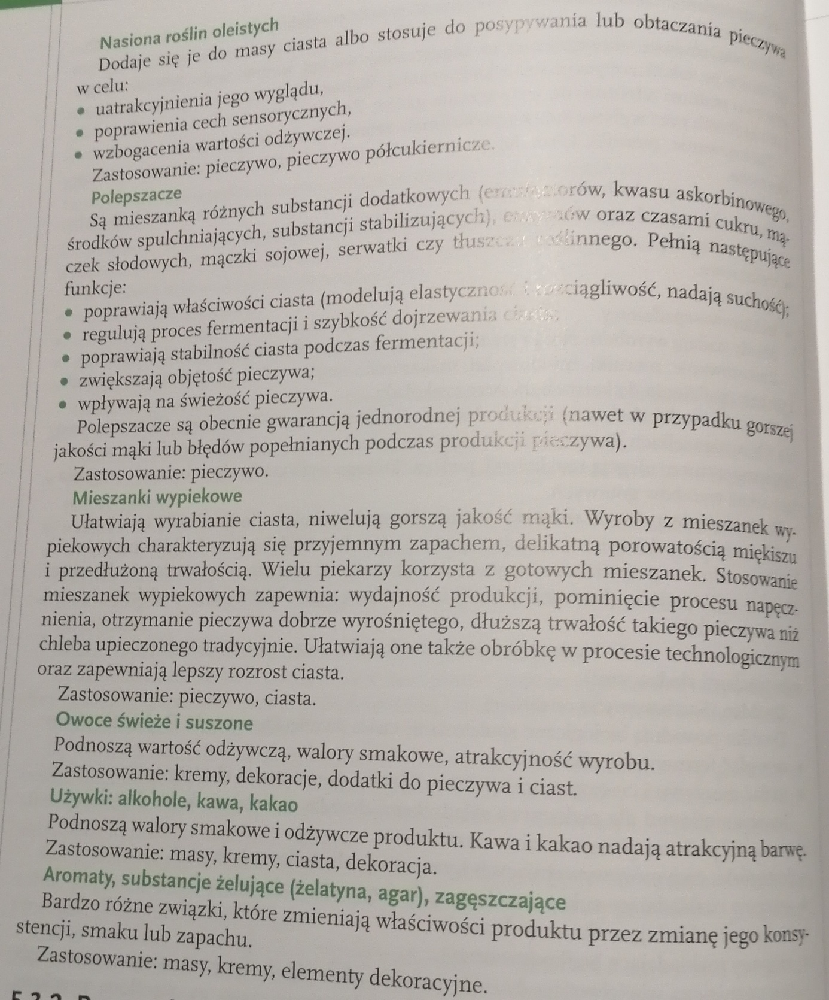 Nasiona roślin oleistych
Dodaje się je do masy ciasta albo stosuje do posypywania lub obtaczania pieczywa
w celu:
• uatrakcyjnienia jego wyglądu,
• poprawienia cech sensorycznych,
• wzbogacenia wartości odżywczej.
Zastosowanie: pieczywo, pieczywo półcukiernicze.
Polepszacze
Są mieszanką różnych substancji dodatkowych (emulgatorów, kwasu askorbinowego,
środków spulchniających, substancji stabilizujących), enzymów oraz czasami cukru, mą-
czek słodowych, mączki sojowej, serwatki czy tłuszczu roślinnego. Pełnią następujące
funkcje:
• poprawiają właściwości ciasta (modelują elastyczność i rozciągliwość, nadają suchość);
• regulują proces fermentacji i szybkość dojrzewania ciasta;
• poprawiają stabilność ciasta podczas fermentacji;
• zwiększają objętość pieczywa;
• wpływają na świeżość pieczywa.
Polepszacze są obecnie gwarancją jednorodnej produkcji (nawet w przypadku gorszej
jakości mąki lub błędów popełnianych podczas produkcji pieczywa).
Zastosowanie: pieczywo.
Mieszanki wypiekowe
Ułatwiają wyrabianie ciasta, niwelują gorszą jakość mąki. Wyroby z mieszanek wy-
piekowych charakteryzują się przyjemnym zapachem, delikatną porowatością miękiszu
i przedłużoną trwałością. Wielu piekarzy korzysta z gotowych mieszanek. Stosowanie
mieszanek wypiekowych zapewnia: wydajność produkcji, pominięcie procesu napęcz-
nienia, otrzymanie pieczywa dobrze wyrośniętego, dłuższą trwałość takiego pieczywa niż
chleba upieczonego tradycyjnie. Ułatwiają one także obróbkę w procesie technologicznym
oraz zapewniają lepszy rozrost ciasta.
Zastosowanie: pieczywo, ciasta.
Owoce świeże i suszone
Podnoszą wartość odżywczą, walory smakowe, atrakcyjność wyrobu.
Zastosowanie: kremy, dekoracje, dodatki do pieczywa i ciast.
Używki: alkohole, kawa, kakao
Podnoszą walory smakowe i odżywcze produktu. Kawa i kakao nadają atrakcyjną barwę.
Zastosowanie: masy, kremy, ciasta, dekoracja.
Aromaty, substancje żelujące (żelatyna, agar), zagęszczające
Bardzo różne związki, które zmieniają właściwości produktu przez zmianę jego konsy-
stencji, smaku lub zapachu.
Zastosowanie: masy, kremy, elementy dekoracyjne.